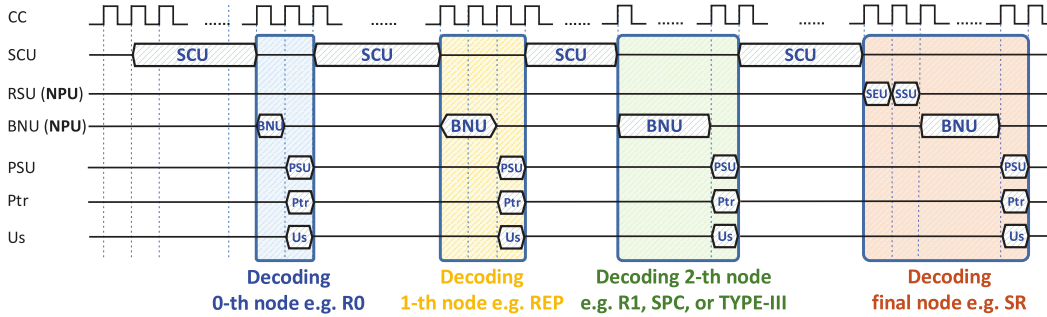 CC
...... ...... ...... ...... ......
SCU SCU SCU SCU SCU
RSU (NPU) SEU SSU
BNU (NPU) BNU BNU BNU BNU
PSU PSU PSU PSU PSU
Ptr Ptr Ptr Ptr Ptr
Us Us Us Us Us
Decoding
0-th node e.g. R0
Decoding
1-th node e.g. REP
Decoding 2-th node
e.g. R1, SPC, or TYPE-III
Decoding
final node e.g. SR